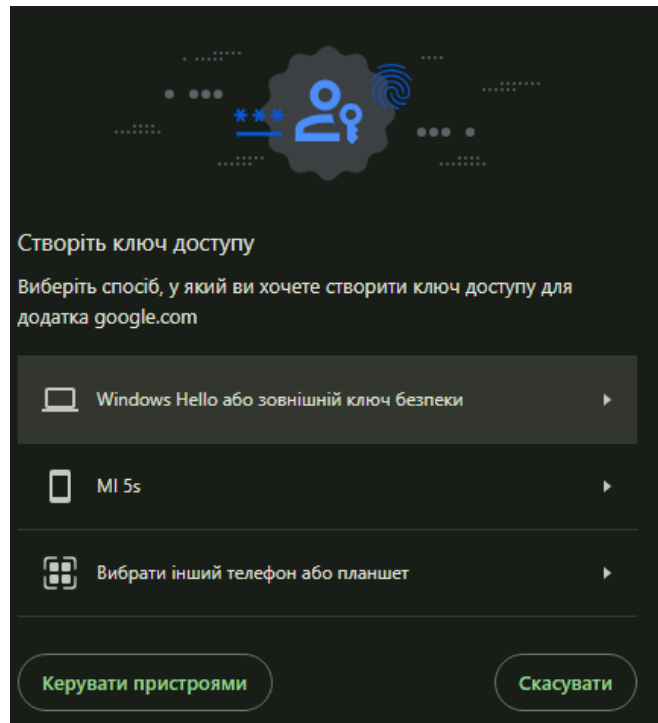 ***
Створіть ключ доступу
Виберіть спосіб, у який ви хочете створити ключ доступу для
додатка google.com
Windows Hello або зовнішній ключ безпеки
MI 5s
Вибрати інший телефон або планшет
Керувати пристроями
Скасувати